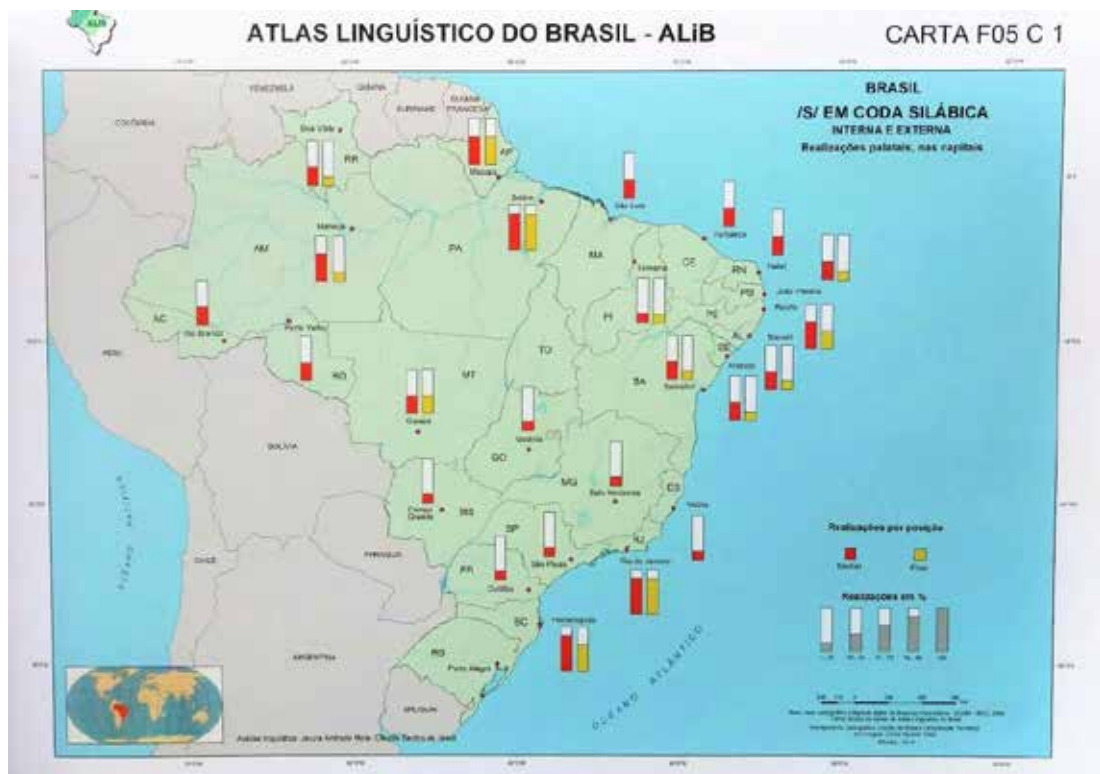 ALiB
ATLAS LINGUÍSTICO DO BRASIL - ALiB
CARTA F05 C 1
BRASIL
/S/ EM CODA SILÁBICA
INTERNA E EXTERNA
Realizações palatais, nas capitais
VENEZUELA
GUIANA
SURINAME
GUIANA
FRANCESA
COLÔMBIA
Boa Vista
RR
AP
Macapá
Belém
São Luís
Fortaleza
Natal
Manaus
AM
PA
MA
Teresina
CE
RN
PB
João Pessoa
Recife
PE
PI
AL
Maceió
SE
Aracaju
AC
Rio Branco
Porto Velho
RO
MT
TO
BA
Salvador
PERU
Cuiabá
Goiânia
GO
BOLÍVIA
MG
Belo Horizonte
ES
Vitória
Campo
Grande
MS
SP
São Paulo
RJ
Rio de Janeiro
PARAGUAI
PR
Curitiba
CHILE
SC
Florianópolis
RS
Porto Alegre
ARGENTINA
URUGUAI
OCEANO PACÍFICO
OCEANO ATLÂNTICO
Realizações por posição
Medial
Final
Realizações em %